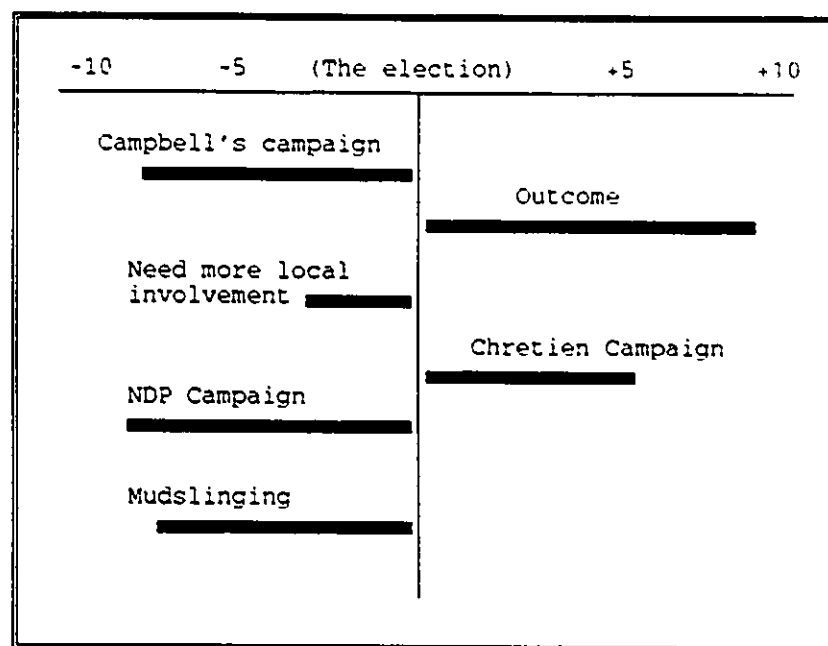 -10 -5 (The election) +5 +10
Campbell's campaign
Outcome
Need more local
involvement
Chretien Campaign
NDP Campaign
Mudslinging